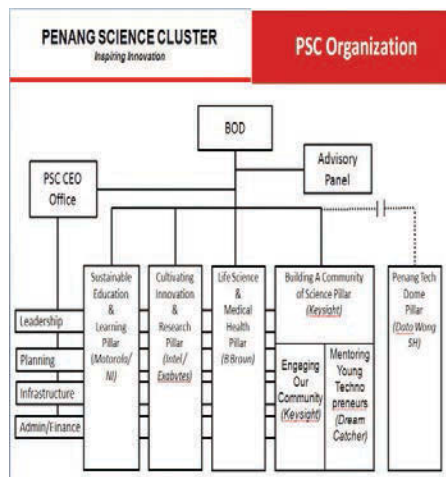 PENANG SCIENCE CLUSTER
Inspiring Innovation
PSC Organization
BOD
Advisory
Panel
PSC CEO
Office
Sustainable
Education
&
Learning
Pillar
(Motorola/
NI)
Cultivating
Innovation
&
Research
Pillar
(Intel/
Exabytes)
Life Science
&
Medical
Health
Pillar
(B Braun)
Building A Community
of Science Pillar
(Keysight)
Engaging
Our
Community
(Keysight)
Mentoring
Young
Techno
preneurs
(Dream
Catcher)
Penang Tech
Dome
Pillar
(Dato Wong
SH)
Leadership
Planning
Infrastructure
Admin/Finance